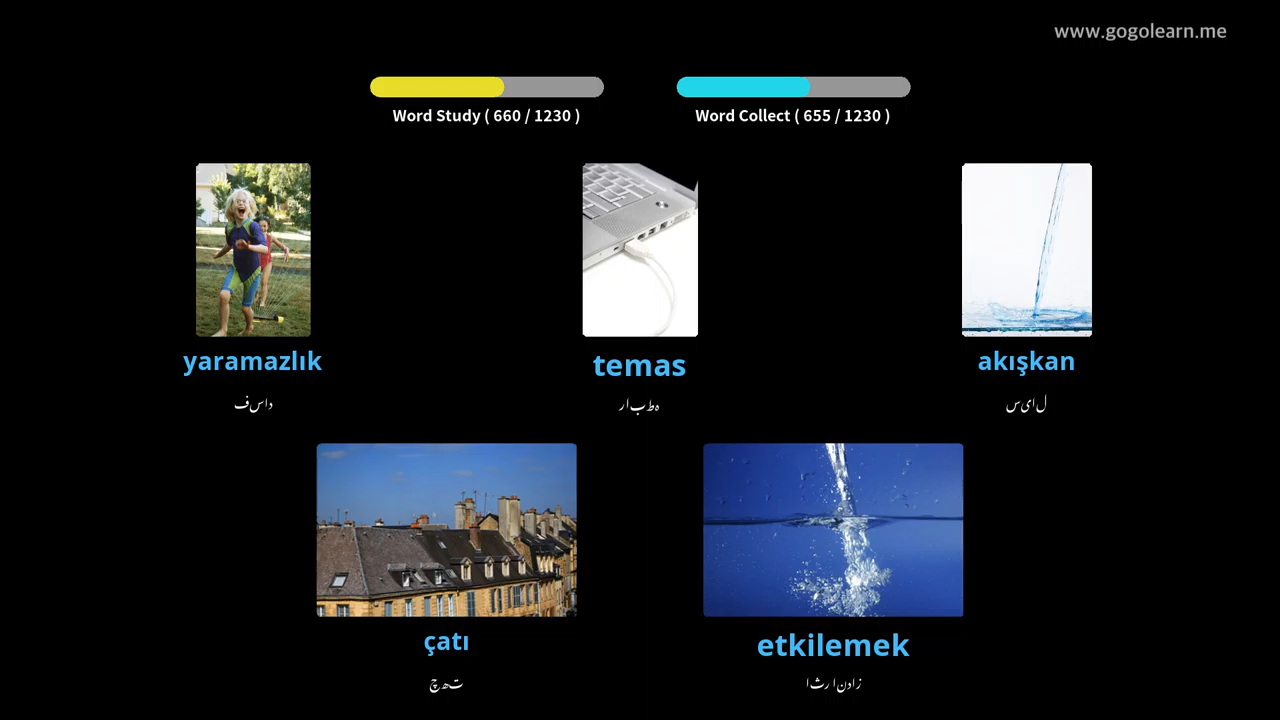 www.gogolearn.me
Word Study ( 660 / 1230 )
Word Collect ( 655 / 1230 )
yaramazlık
temas
akışkan
فساد
رابطہ
سیال
çatı
etkilemek
چھت
اثر انداز